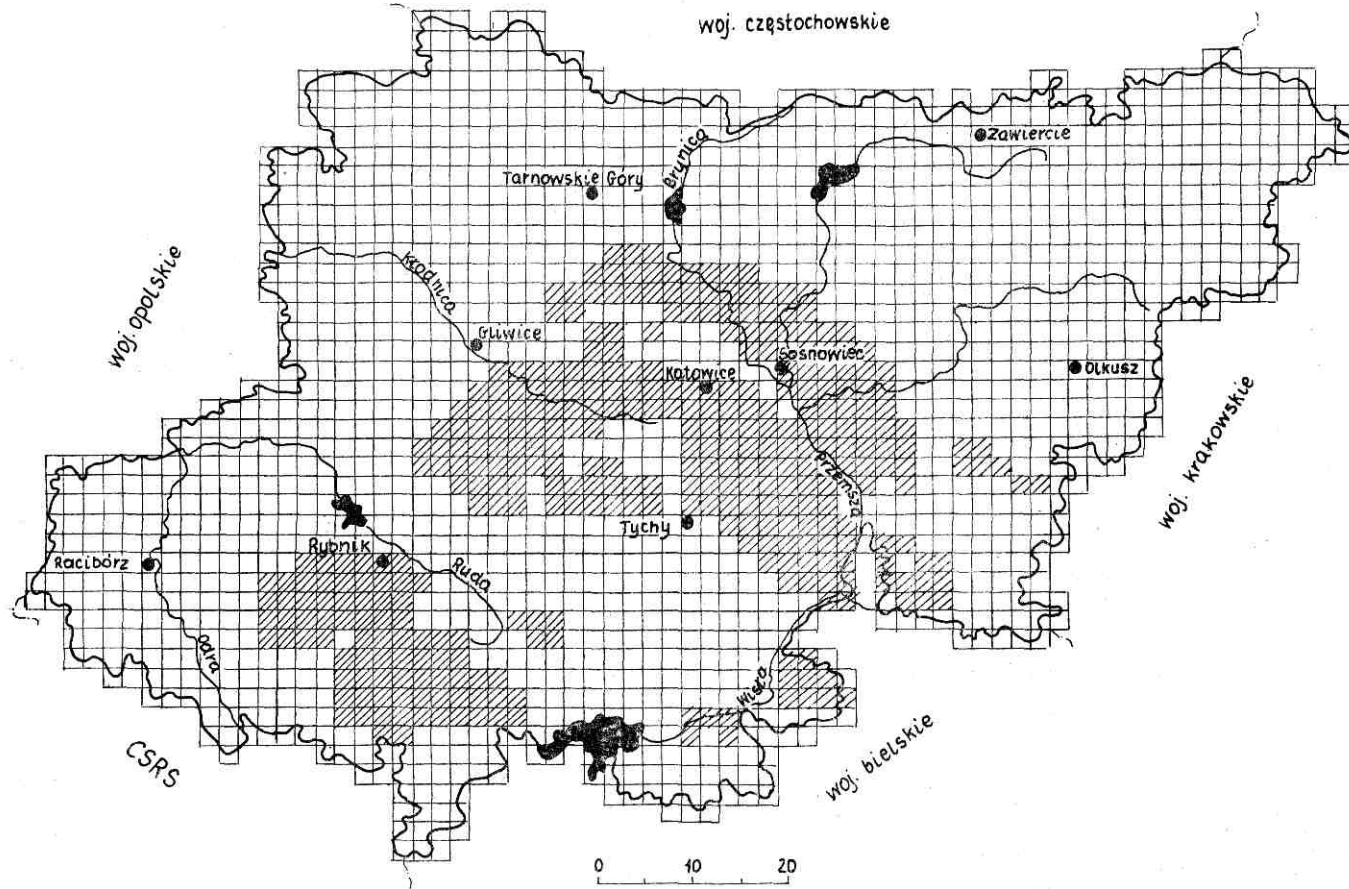 woj. częstochowskie
Zawiercie
Brynica
Tarnowskie Góry
woj. opolskie
Kłodnica
Gliwice
Sosnowiec
Katowice
Olkusz
woj. krakowskie
Przemsza
Tychy
Rybnik
Racibórz
Ruda
Odra
Wisła
CSRS
woj. bielskie
0 10 20